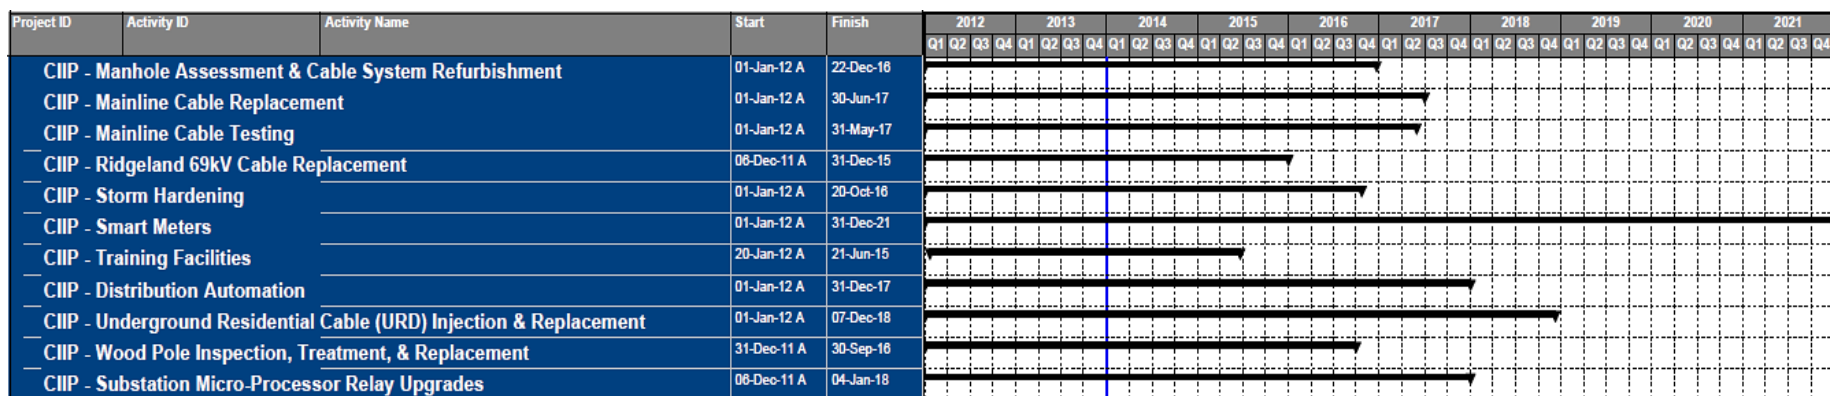 Project ID Activity ID Activity Name Start Finish 2012 2013 2014 2015 2016 2017 2018 2019 2020 2021
Q1 Q2 Q3 Q4 Q1 Q2 Q3 Q4 Q1 Q2 Q3 Q4 Q1 Q2 Q3 Q4 Q1 Q2 Q3 Q4 Q1 Q2 Q3 Q4 Q1 Q2 Q3 Q4 Q1 Q2 Q3 Q4 Q1 Q2 Q3 Q4 Q1 Q2 Q3 Q4
CIIP - Manhole Assessment & Cable System Refurbishment 01-Jan-12 A 22-Dec-16
CIIP - Mainline Cable Replacement 01-Jan-12 A 30-Jun-17
CIIP - Mainline Cable Testing 01-Jan-12 A 31-May-17
CIIP - Ridgeland 69kV Cable Replacement 06-Dec-11 A 31-Dec-15
CIIP - Storm Hardening 01-Jan-12 A 20-Oct-16
CIIP - Smart Meters 01-Jan-12 A 31-Dec-21
CIIP - Training Facilities 20-Jan-12 A 21-Jun-15
CIIP - Distribution Automation 01-Jan-12 A 31-Dec-17
CIIP - Underground Residential Cable (URD) Injection & Replacement 01-Jan-12 A 07-Dec-18
CIIP - Wood Pole Inspection, Treatment, & Replacement 31-Dec-11 A 30-Sep-16
CIIP - Substation Micro-Processor Relay Upgrades 06-Dec-11 A 04-Jan-18